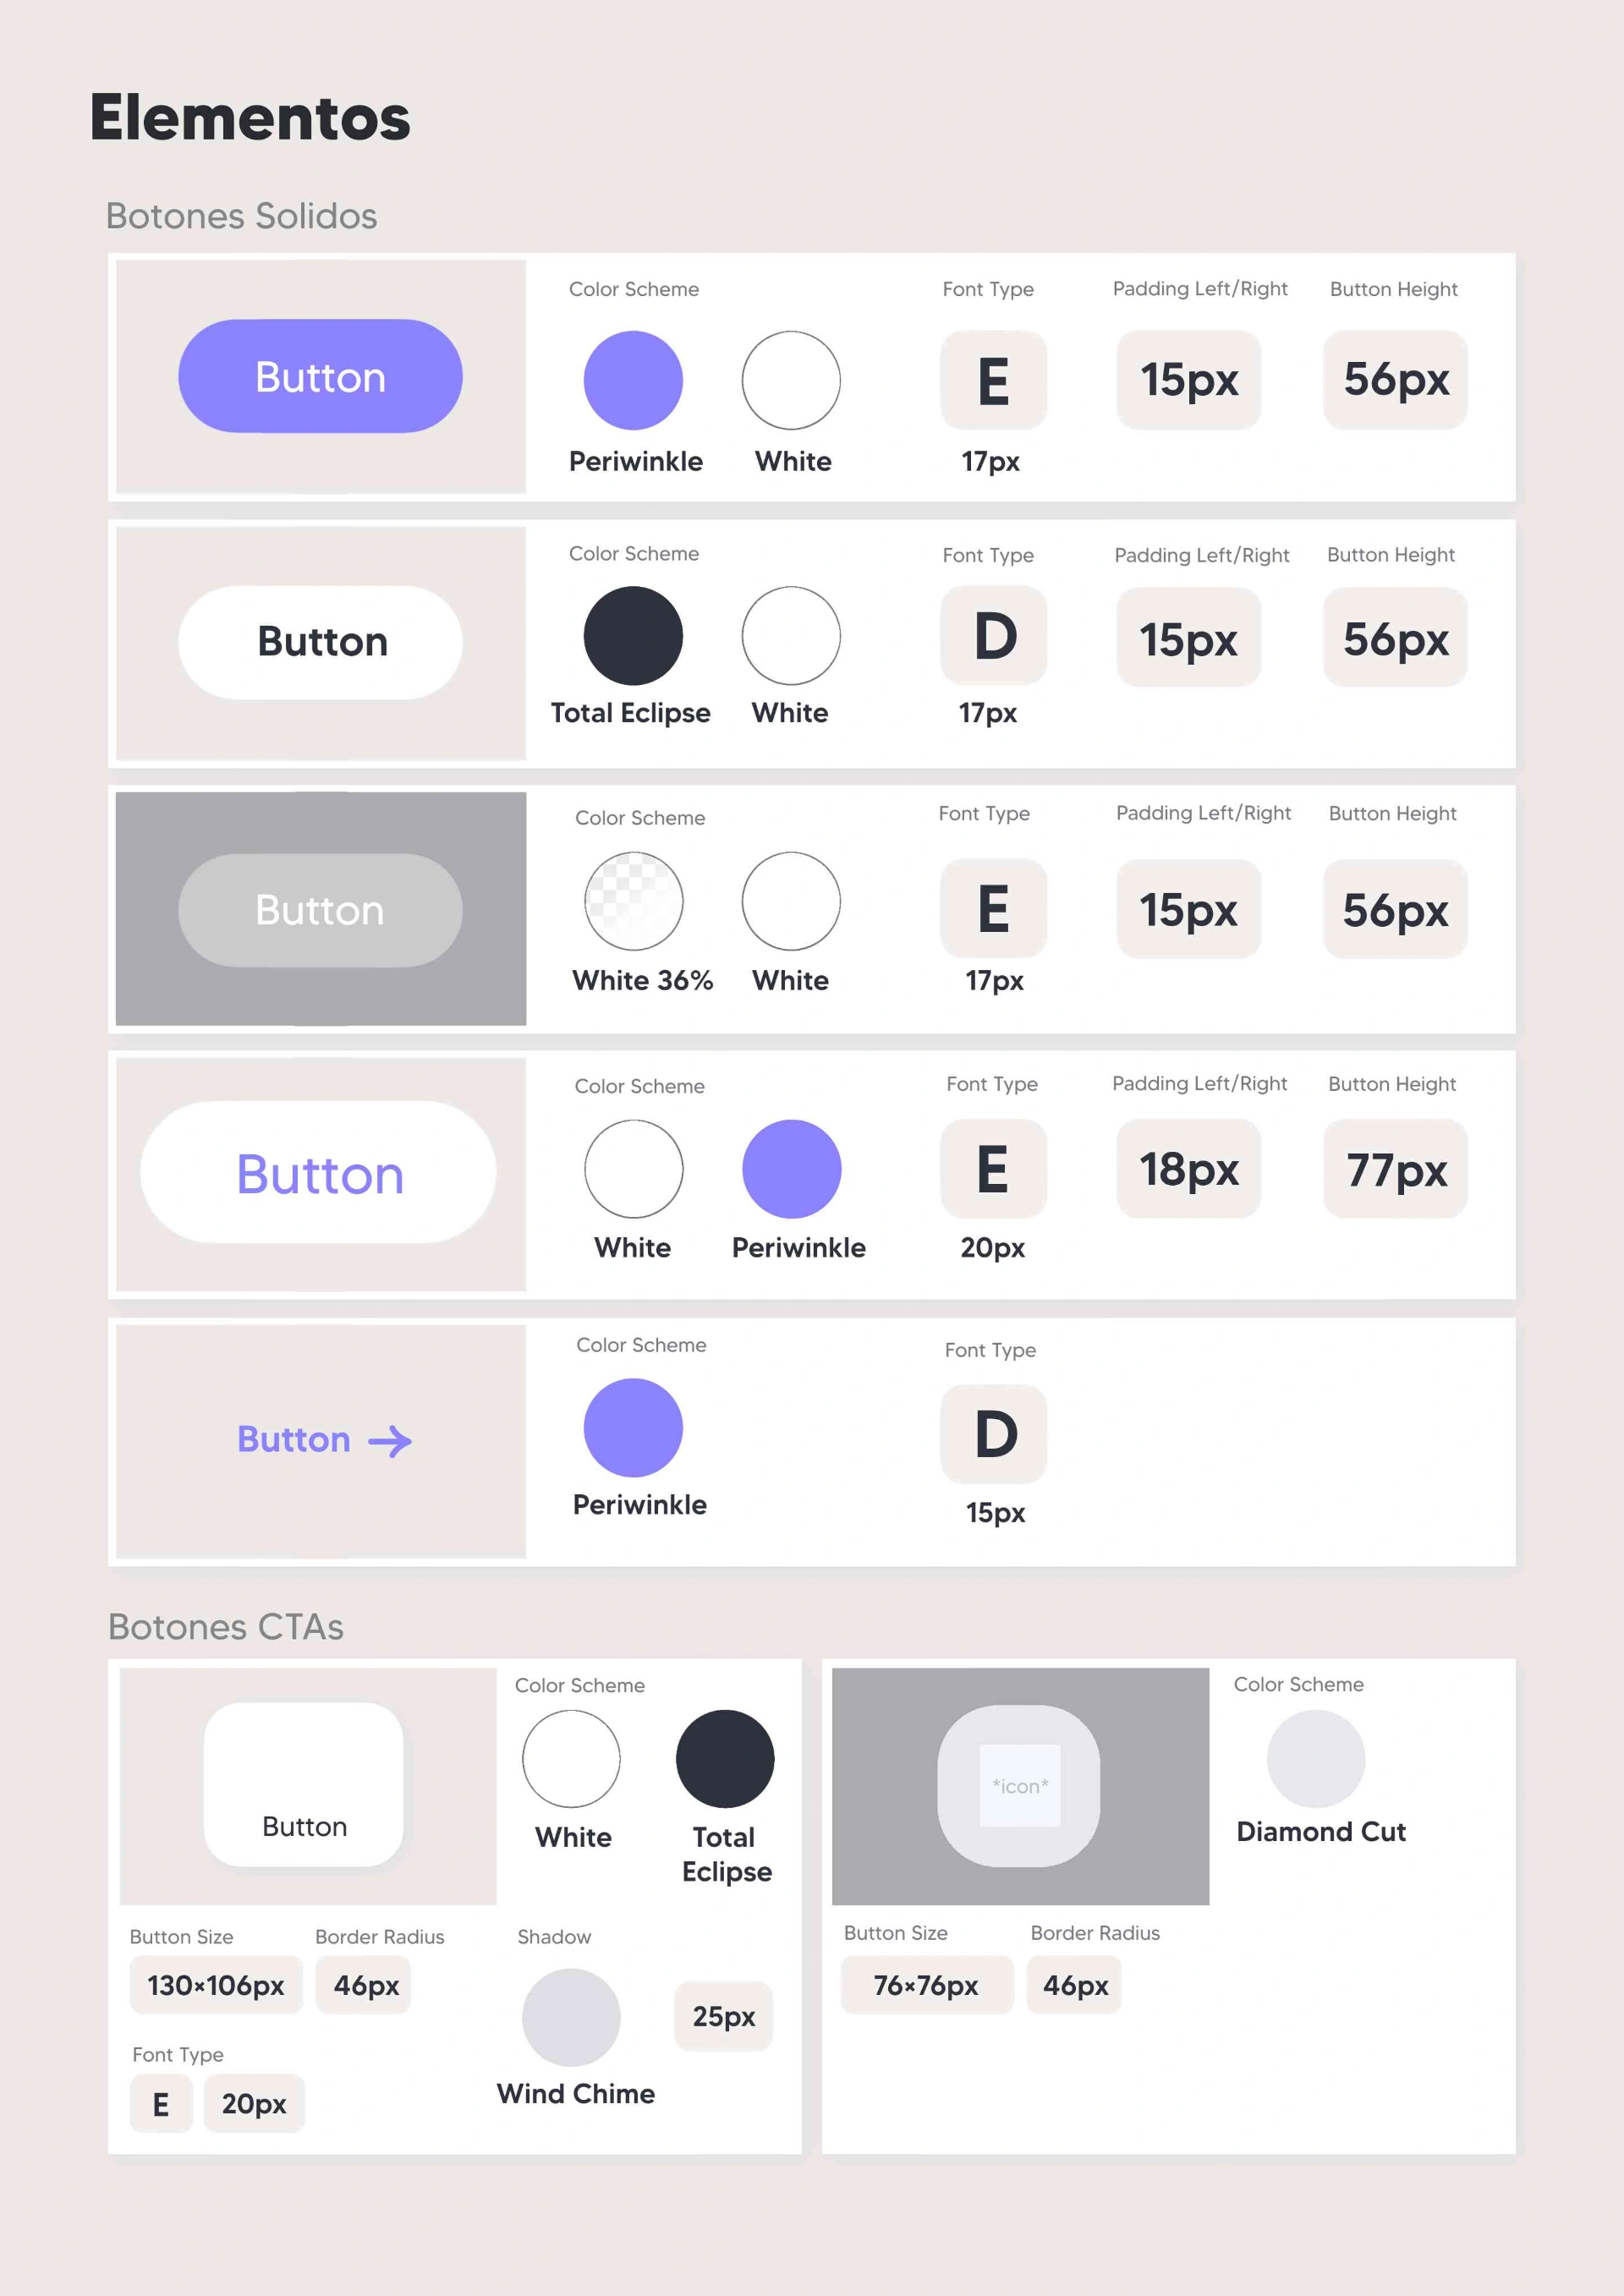 Elementos
Botones Solidos
Button
Color Scheme
Periwinkle
White
Font Type
E
17px
Padding Left/Right
15px
Button Height
56px
Button
Color Scheme
Total Eclipse
White
Font Type
D
17px
Padding Left/Right
15px
Button Height
56px
Button
Color Scheme
White 36%
White
Font Type
E
17px
Padding Left/Right
15px
Button Height
56px
Button
Color Scheme
White
Periwinkle
Font Type
E
20px
Padding Left/Right
18px
Button Height
77px
Button →
Color Scheme
Periwinkle
Font Type
D
15px
Botones CTAs
Button
Color Scheme
White
Total
Eclipse
Button Size
130×106px
Border Radius
46px
Shadow
Wind Chime
25px
Font Type
E
20px
*icon*
Color Scheme
Diamond Cut
Button Size
76×76px
Border Radius
46px